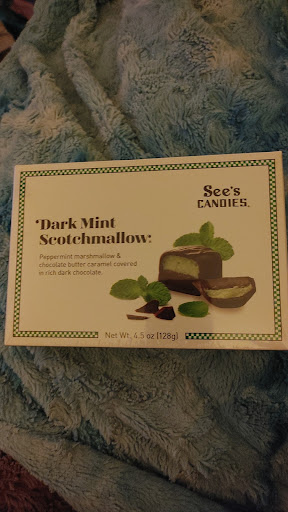 See's
CANDIES®
Dark Mint
Scotchmallow®
Peppermint marshmallow &
chocolate butter caramel covered
in rich dark chocolate.
Net Wt. 4.5 oz (128g)